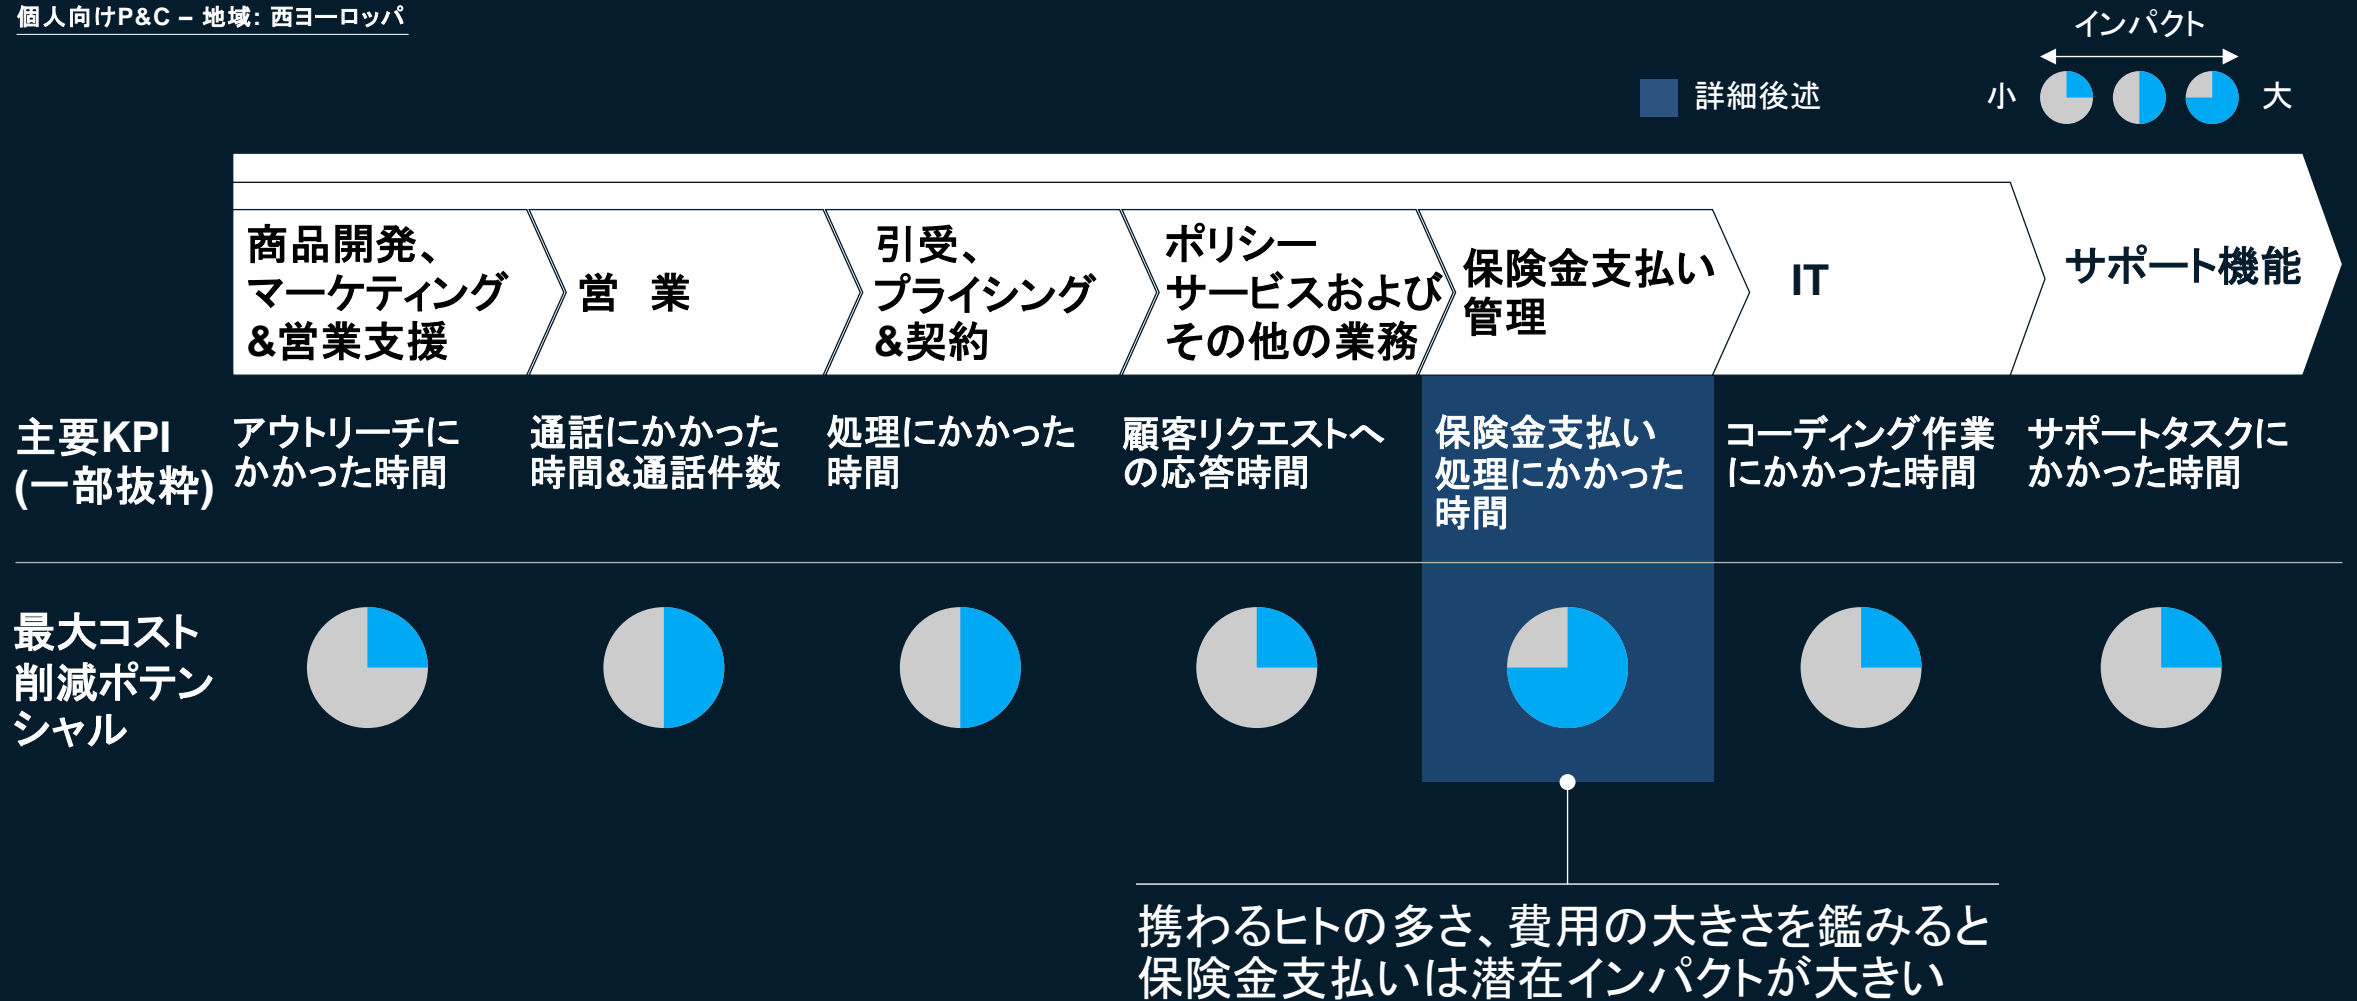 個人向けP&C – 地域: 西ヨーロッパ
インパクト
詳細後述
小
大
商品開発、
マーケティング
&営業支援
営 業
引受、
プライシング
&契約
ポリシー
サービスおよび
その他の業務
保険金支払い
管理
IT
サポート機能
主要KPI
(一部抜粋)
アウトリーチに
かかった時間
通話にかかった
時間&通話件数
処理にかかった
時間
顧客リクエストへ
の応答時間
保険金支払い
処理にかかった
時間
コーディング作業
にかかった時間
サポートタスクに
かかった時間
最大コスト
削減ポテン
シャル
携わるヒトの多さ、費用の大きさを鑑みると
保険金支払いは潜在インパクトが大きい